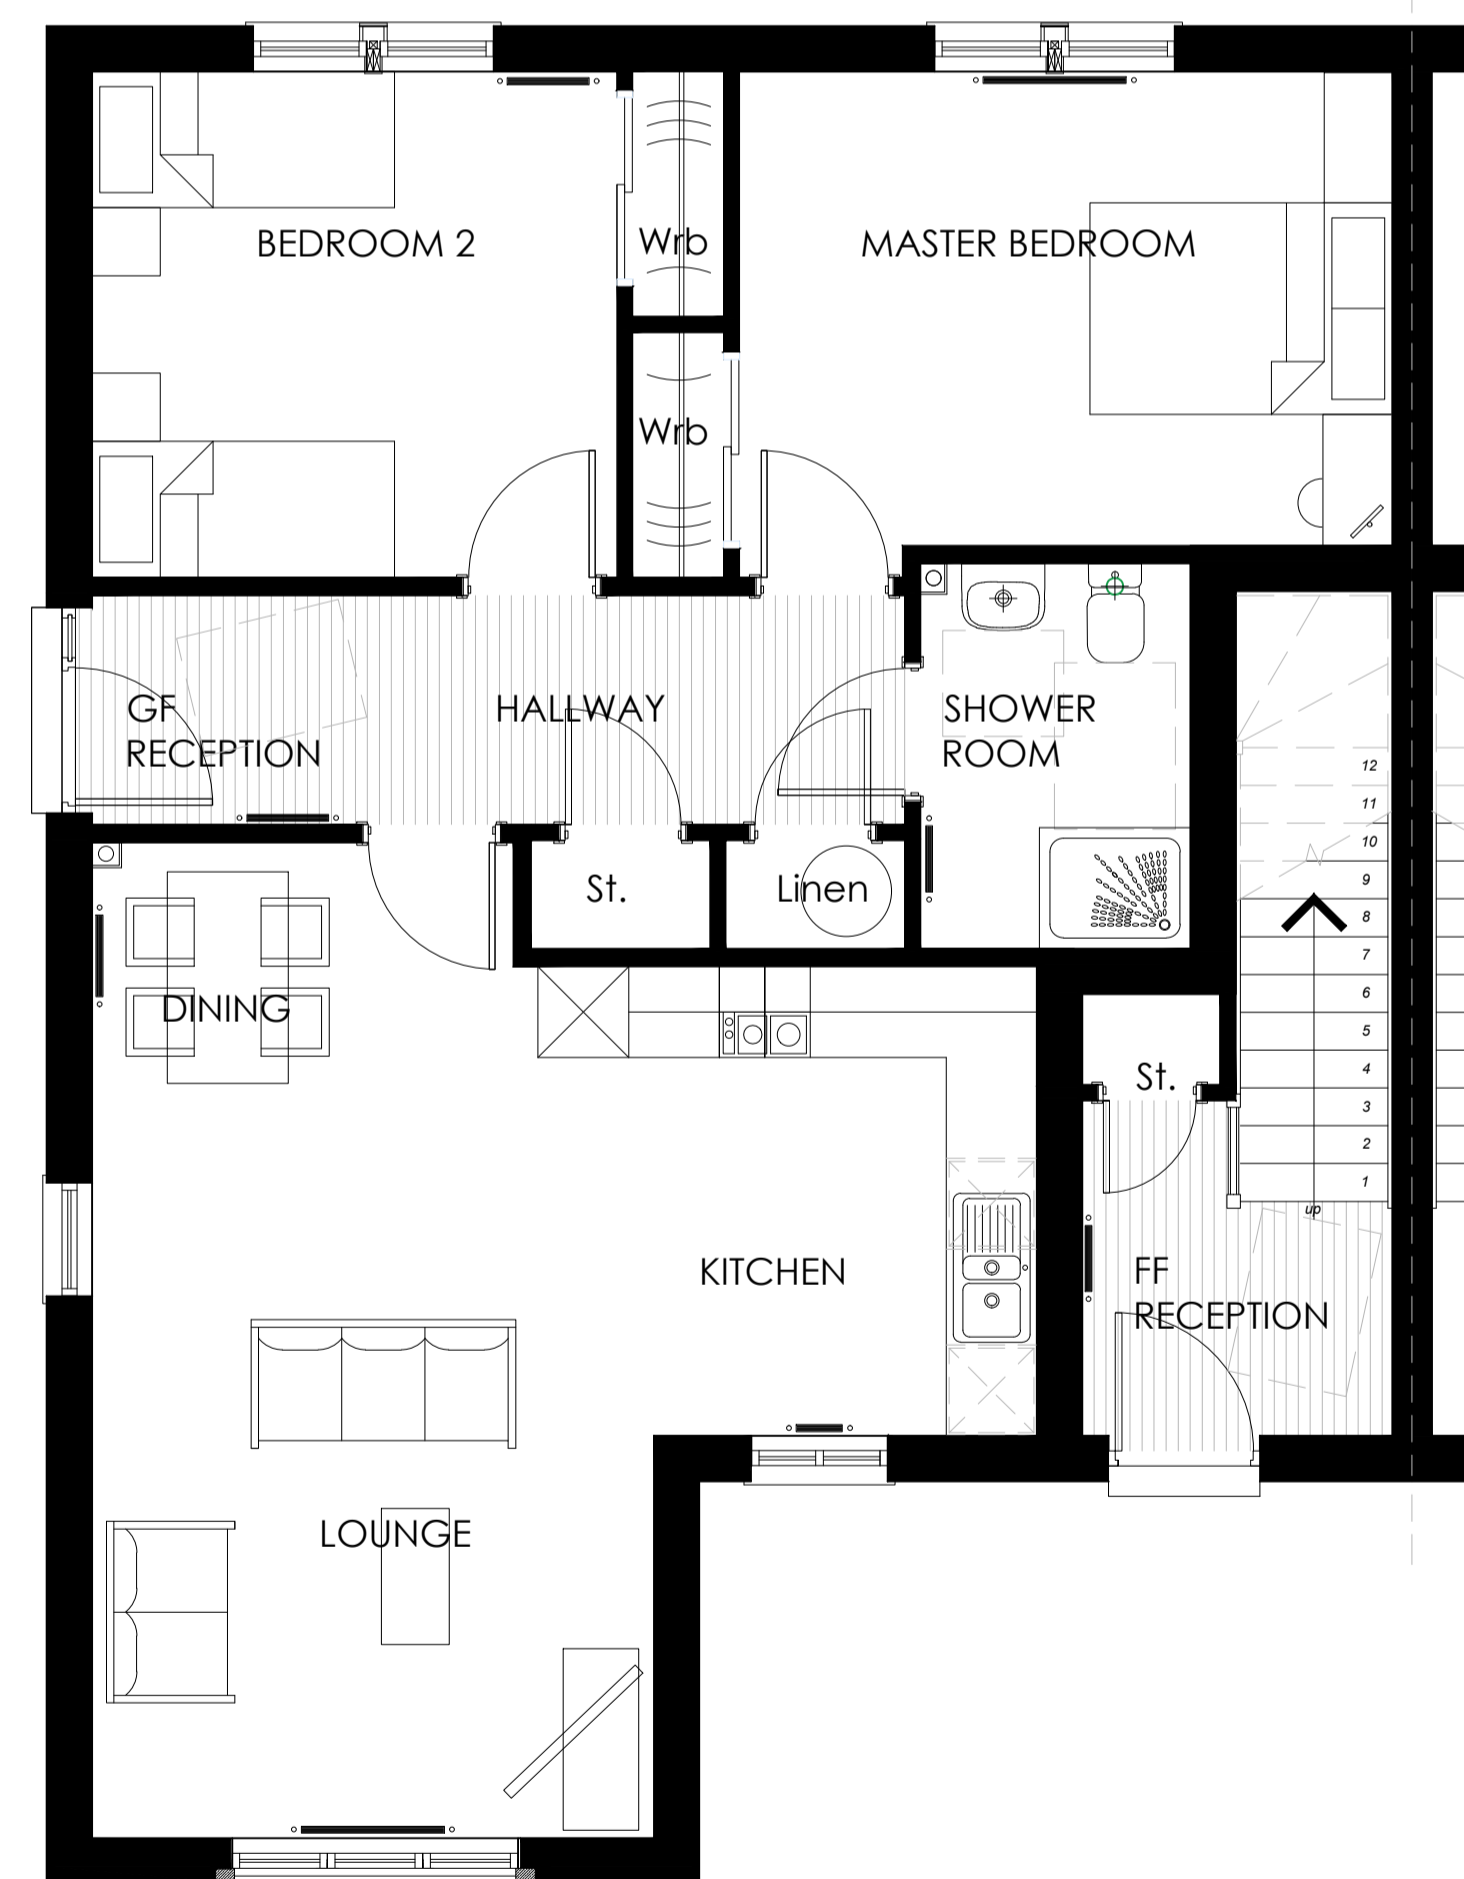 BEDROOM 2
Wrb
MASTER BEDROOM
Wrb
GF
RECEPTION
HALLWAY
SHOWER
ROOM
St.
Linen
DINING
12
11
10
9
8
7
6
5
4
3
2
1
up
St.
KITCHEN
FF
RECEPTION
LOUNGE